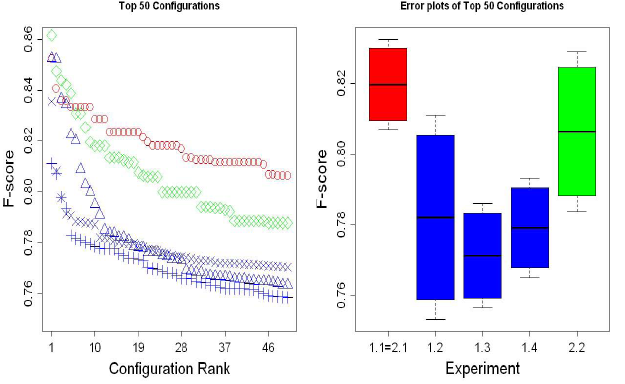 Top 50 Configurations
F-score
0.86
0.84
0.82
0.80
0.78
0.76
1 10 19 28 37 46
Configuration Rank
Error plots of Top 50 Configurations
F-score
0.82
0.80
0.78
0.76
1.1=2.1 1.2 1.3 1.4 2.2
Experiment